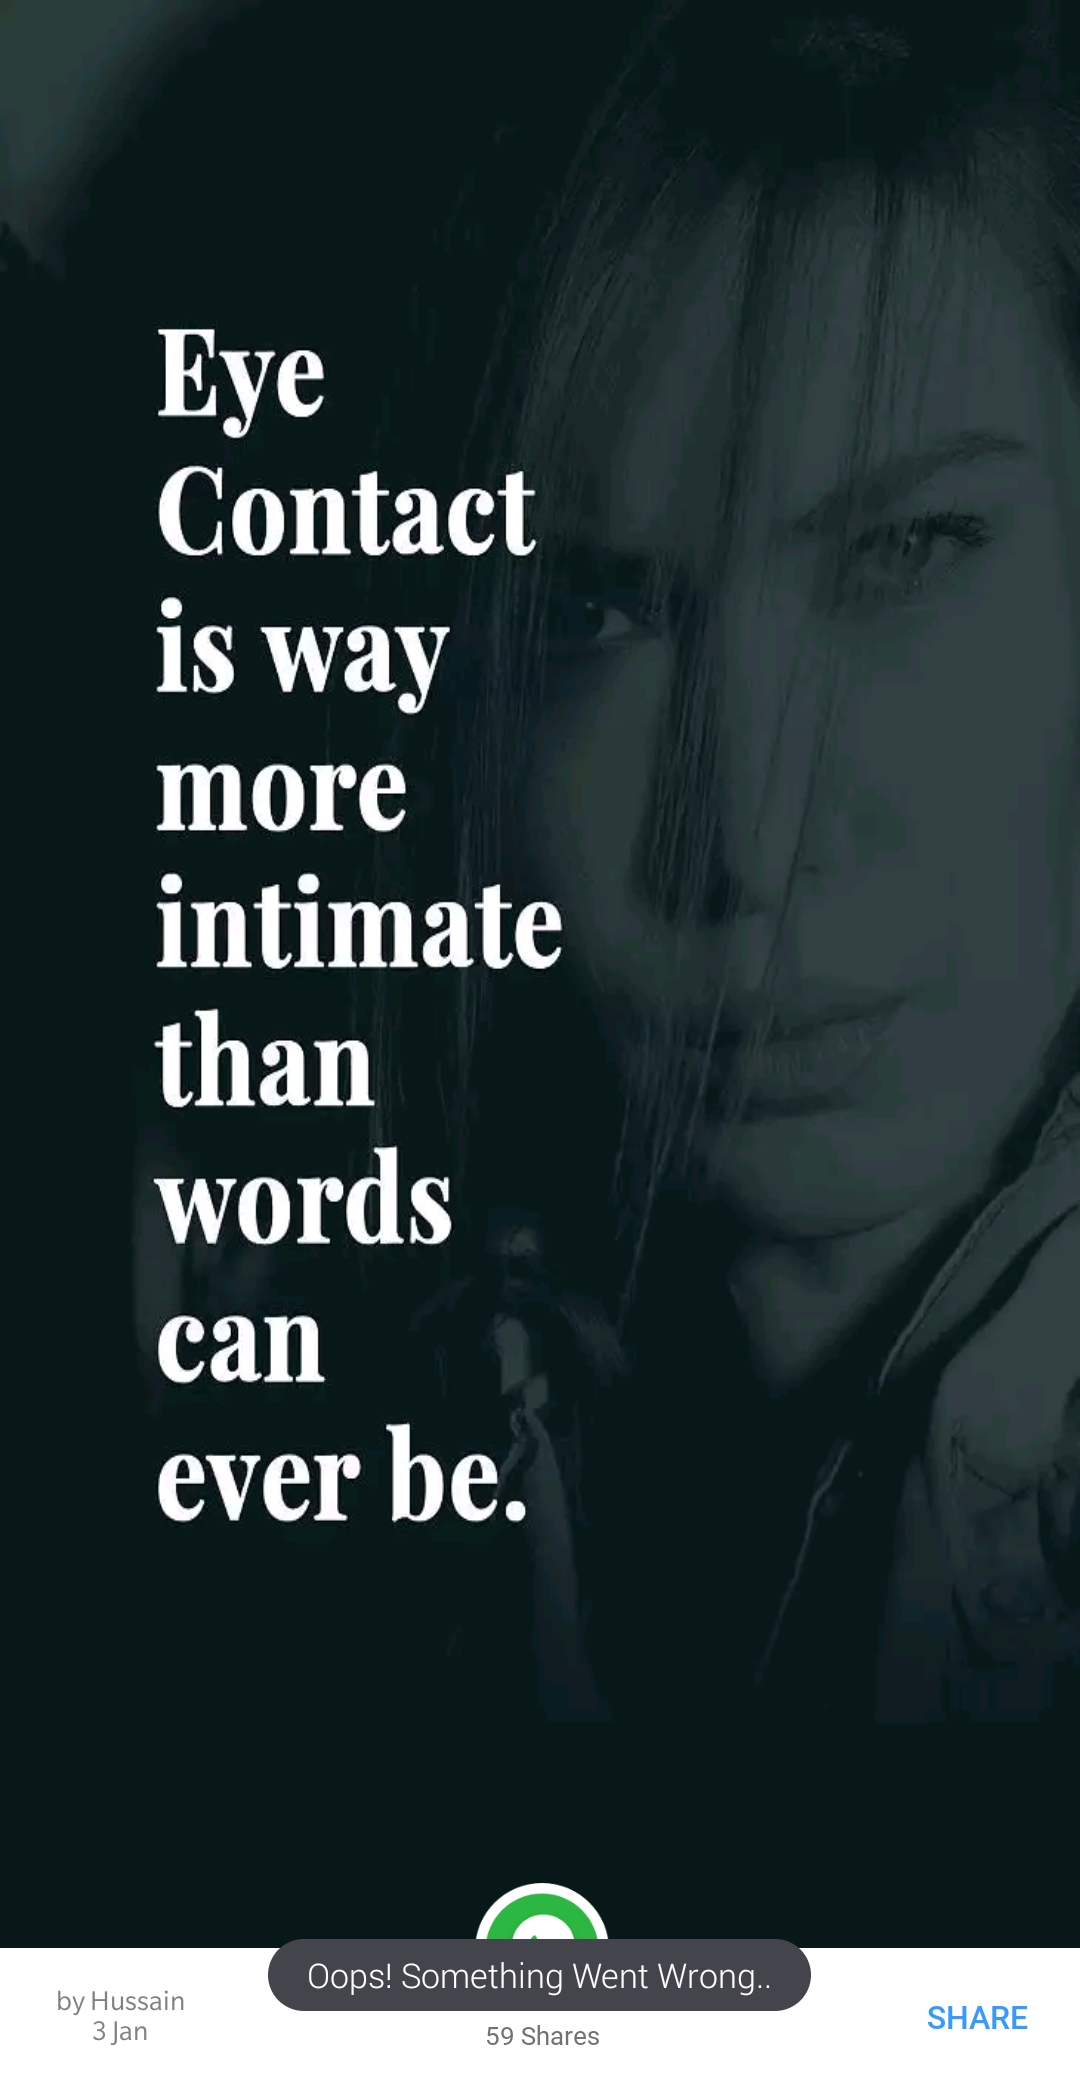 Eye
Contact
is way
more
intimate
than
words
can
ever be.
Oops! Something Went Wrong..
by Hussain
3 Jan
59 Shares
SHARE